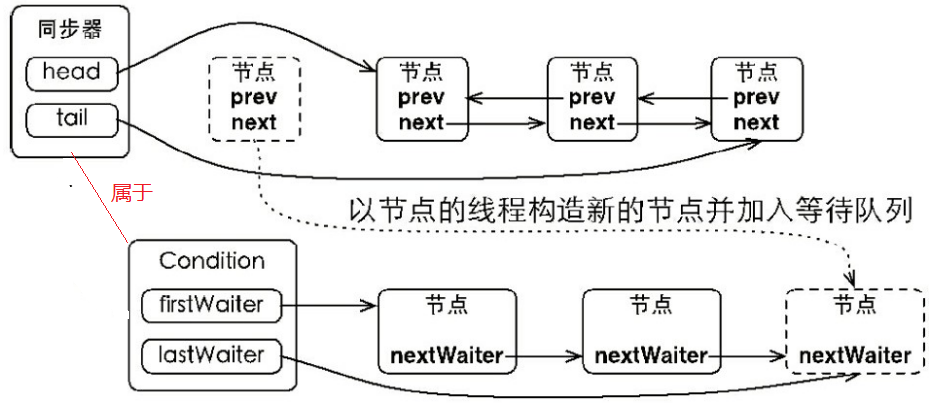 同步器
head
tail
节点
prev
next
节点
prev
next
节点
prev
next
节点
prev
next
属于
以节点的线程构造新的节点并加入等待队列
Condition
firstWaiter
lastWaiter
节点
nextWaiter
节点
nextWaiter
节点
nextWaiter